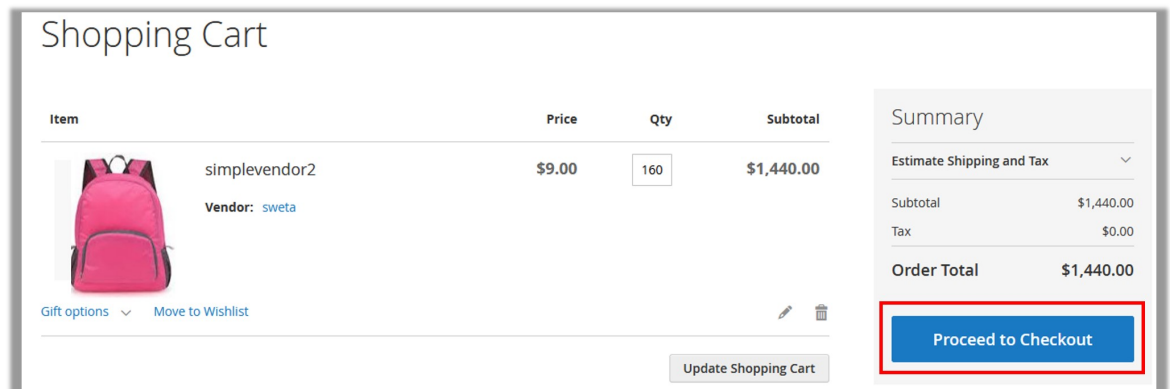 Shopping Cart
Item Price Qty Subtotal
simplevendor2 $9.00 160 $1,440.00
Vendor: sweta
Gift options Move to Wishlist
Update Shopping Cart
Summary
Estimate Shipping and Tax
Subtotal $1,440.00
Tax $0.00
Order Total $1,440.00
Proceed to Checkout